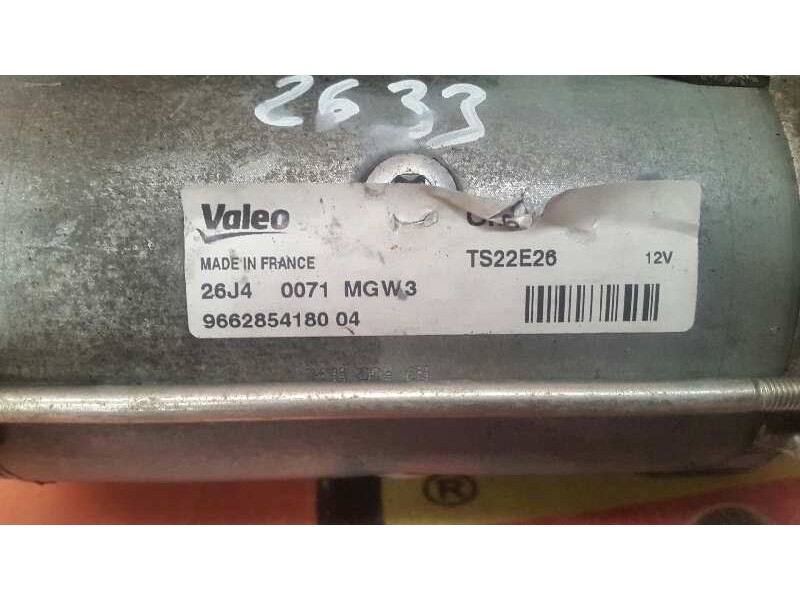 2633
Valeo
MADE IN FRANCE
TS22E26
12V
26J4 0071 MGW3
9662854180 04
®